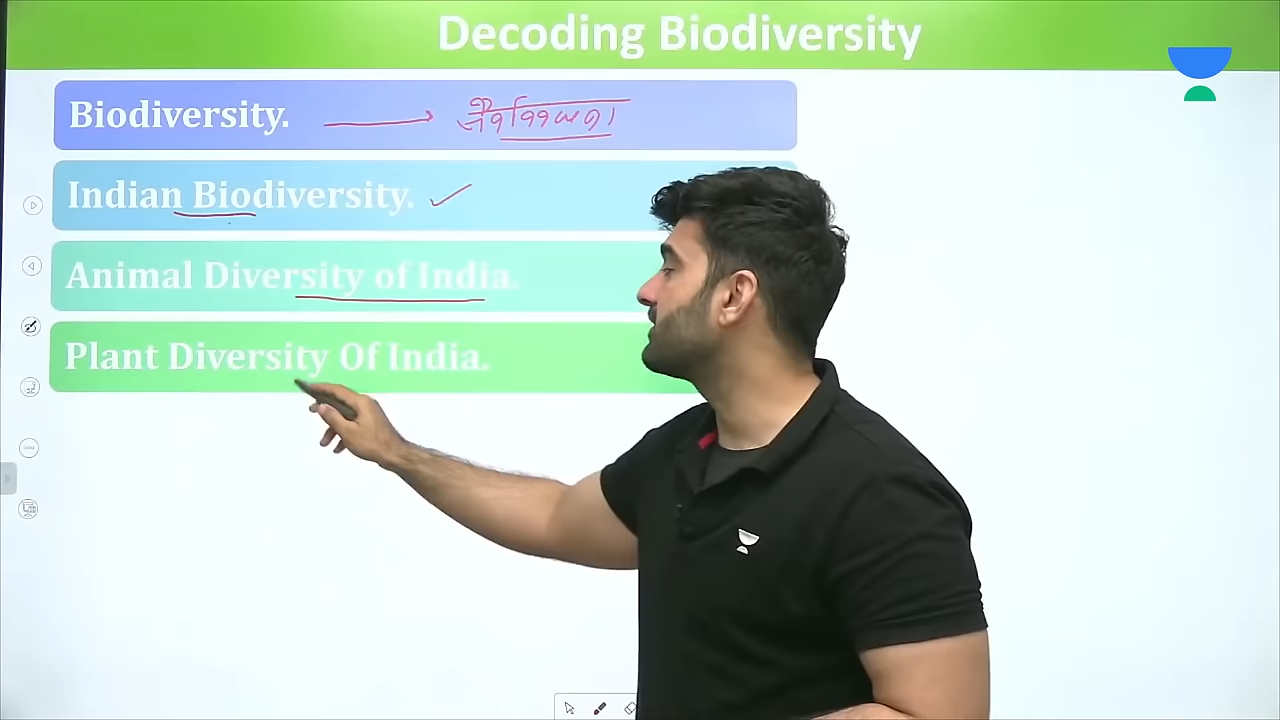 Decoding Biodiversity
Biodiversity. → जैवविविधता
Indian Biodiversity. ✓
Animal Diversity of India.
Plant Diversity Of India.